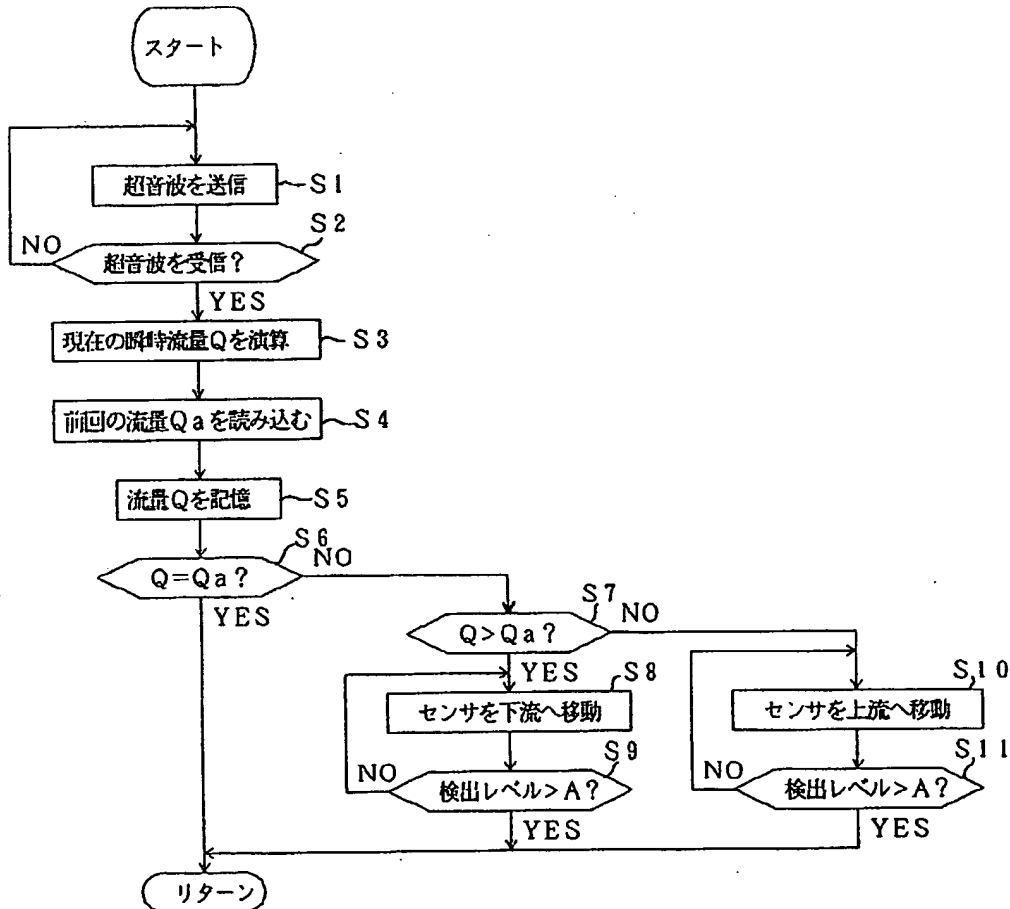 スタート
超音波を送信
S1
S2
NO
超音波を受信?
YES
現在の瞬時流量Qを演算
S3
前回の流量Qaを読み込む
S4
流量Qを記憶
S5
S6
NO
Q=Qa?
YES
S7
NO
Q>Qa?
YES
S8
センサを下流へ移動
S10
センサを上流へ移動
S9
NO
検出レベル>A?
YES
S11
NO
検出レベル>A?
YES
リターン